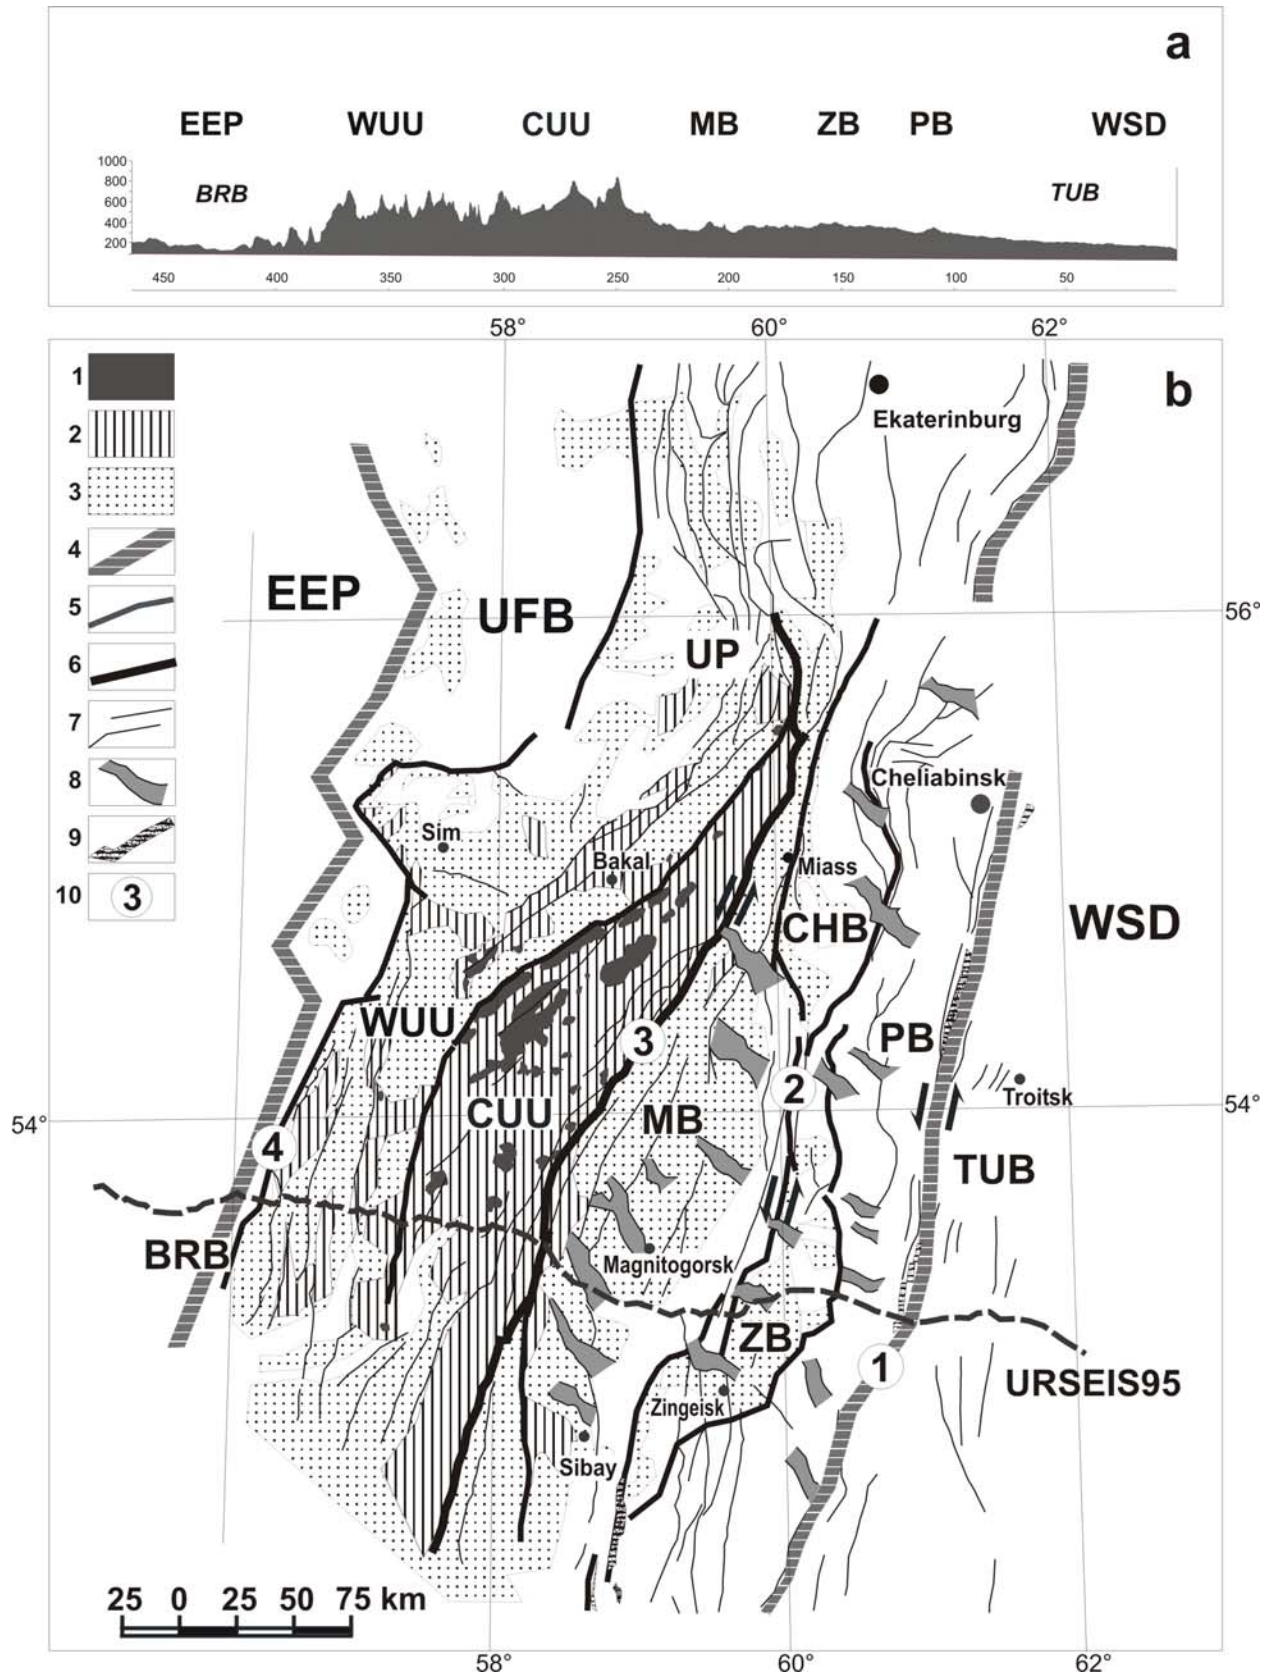 a
EEP WUU CUU MB ZB PB WSD
1000
800
600
400
200
BRB TUB
450 400 350 300 250 200 150 100 50
58° 60° 62°
b
1
2
3
4
5
6
7
8
9
10 3
Ekaterinburg
EEP
UFB
56°
UP
Cheliabinsk
Sim
Bakal
Miass
CHB
WSD
WUU
3
PB
2
Troitsk
CUU
MB
54° 54°
4
TUB
BRB
Magnitogorsk
ZB
1
URSEIS95
Zingeisk
Sibay
25 0 25 50 75 km
58° 60° 62°